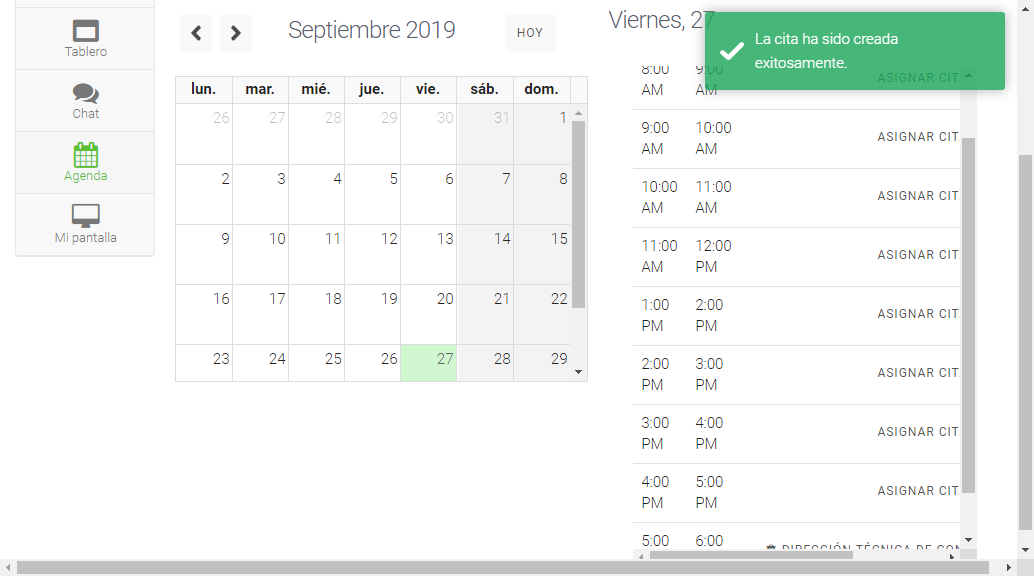 Tablero
Chat
Agenda
Mi pantalla
Septiembre 2019
HOY
lun. mar. mié. jue. vie. sáb. dom.
26 27 28 29 30 31 1
2 3 4 5 6 7 8
9 10 11 12 13 14 15
16 17 18 19 20 21 22
23 24 25 26 27 28 29
Viernes, 27
La cita ha sido creada
exitosamente.
8:00 9:00 ASIGNAR CIT
AM AM
9:00 10:00 ASIGNAR CIT
AM AM
10:00 11:00 ASIGNAR CIT
AM AM
11:00 12:00 ASIGNAR CIT
AM PM
1:00 2:00 ASIGNAR CIT
PM PM
2:00 3:00 ASIGNAR CIT
PM PM
3:00 4:00 ASIGNAR CIT
PM PM
4:00 5:00 ASIGNAR CIT
PM PM
5:00 6:00 DIRECCIÓN TÉCNICA DE CON